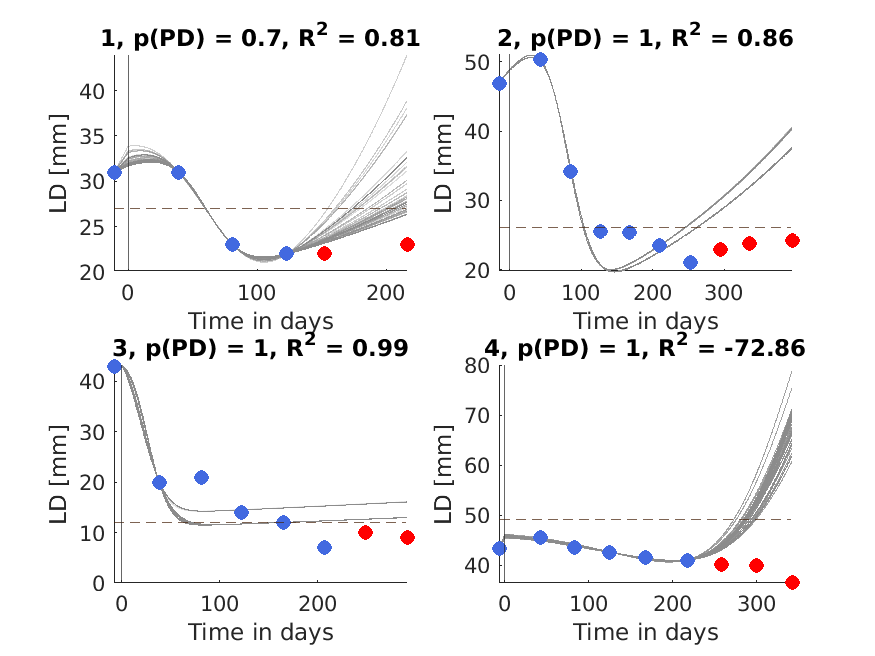 1, p(PD) = 0.7, R² = 0.81
LD [mm]
40
35
30
25
20
0 100 200
Time in days
2, p(PD) = 1, R² = 0.86
LD [mm]
50
40
30
20
0 100 200 300
Time in days
3, p(PD) = 1, R² = 0.99
LD [mm]
40
30
20
10
0
0 100 200
Time in days
4, p(PD) = 1, R² = -72.86
LD [mm]
80
70
60
50
40
0 100 200 300
Time in days